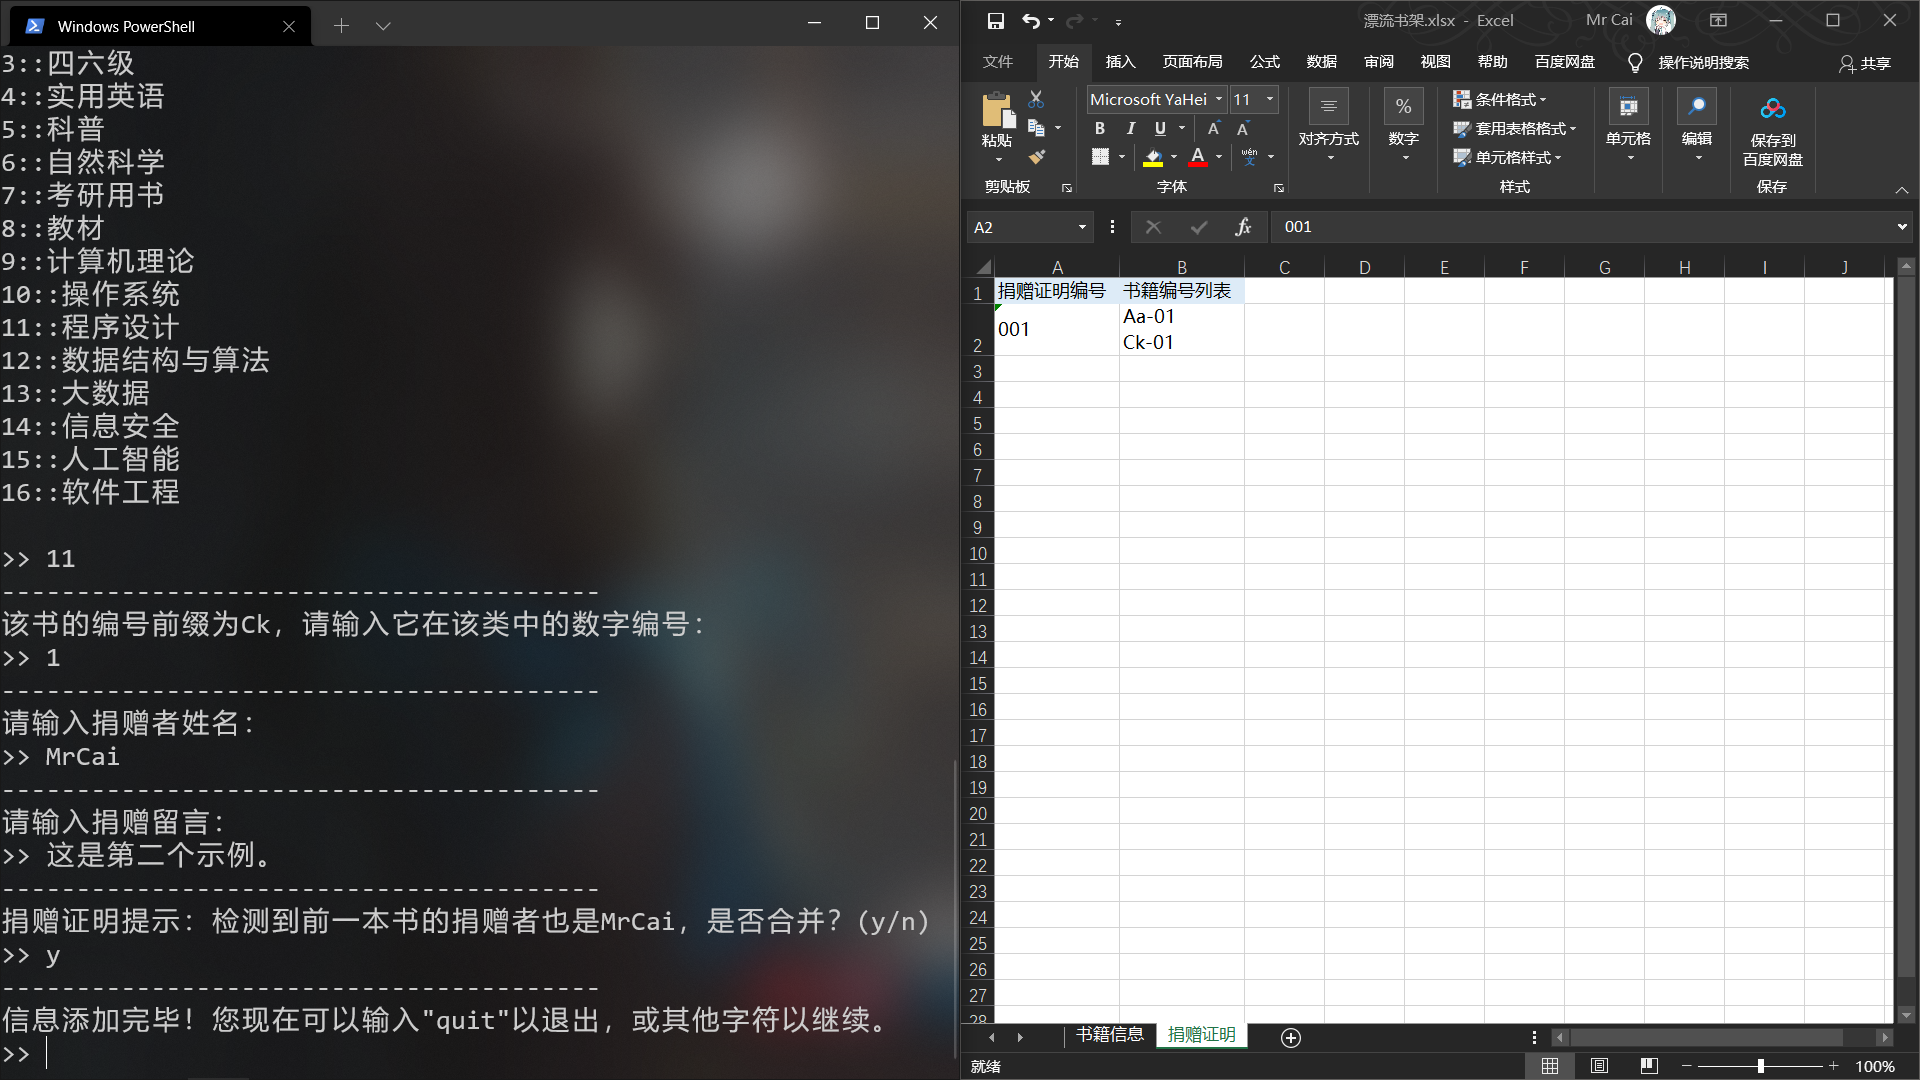 Windows PowerShell
3::四六级
4::实用英语
5::科普
6::自然科学
7::考研用书
8::教材
9::计算机理论
10::操作系统
11::程序设计
12::数据结构与算法
13::大数据
14::信息安全
15::人工智能
16::软件工程
>> 11
----------------------------------------
该书的编号前缀为Ck，请输入它在该类中的数字编号：
>> 1
----------------------------------------
请输入捐赠者姓名：
>> MrCai
----------------------------------------
请输入捐赠留言：
>> 这是第二个示例。
----------------------------------------
捐赠证明提示：检测到前一本书的捐赠者也是MrCai，是否合并？(y/n)
>> y
----------------------------------------
信息添加完毕！您现在可以输入"quit"以退出，或其他字符以继续。
>>
漂流书架.xlsx - Excel
Mr Cai
文件 开始 插入 页面布局 公式 数据 审阅 视图 帮助 百度网盘 操作说明搜索 共享
粘贴
剪贴板
Microsoft YaHei 11
B I U A A
A wén 文
字体
对齐方式
%
数字
条件格式
套用表格格式
单元格样式
样式
单元格
编辑
保存到
百度网盘
保存
A2 fx 001
A B C D E F G H I J
1 捐赠证明编号 书籍编号列表
2 001 Aa-01
Ck-01
3
4
5
6
7
8
9
10
11
12
13
14
15
16
17
18
19
20
21
22
23
24
25
26
27
28
书籍信息 捐赠证明
就绪 100%